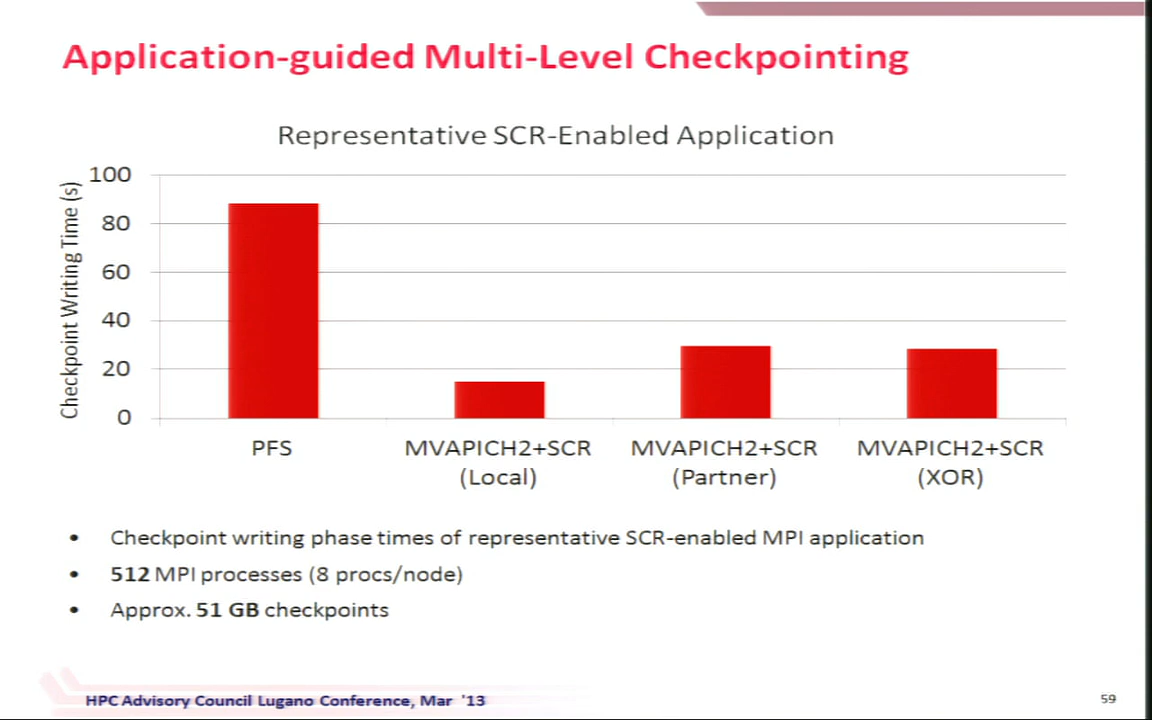 Application-guided Multi-Level Checkpointing
Representative SCR-Enabled Application
Checkpoint Writing Time (s)
100
80
60
40
20
0
PFS
MVAPICH2+SCR (Local)
MVAPICH2+SCR (Partner)
MVAPICH2+SCR (XOR)
• Checkpoint writing phase times of representative SCR-enabled MPI application
• 512 MPI processes (8 procs/node)
• Approx. 51 GB checkpoints
HPC Advisory Council Lugano Conference, Mar '13
59